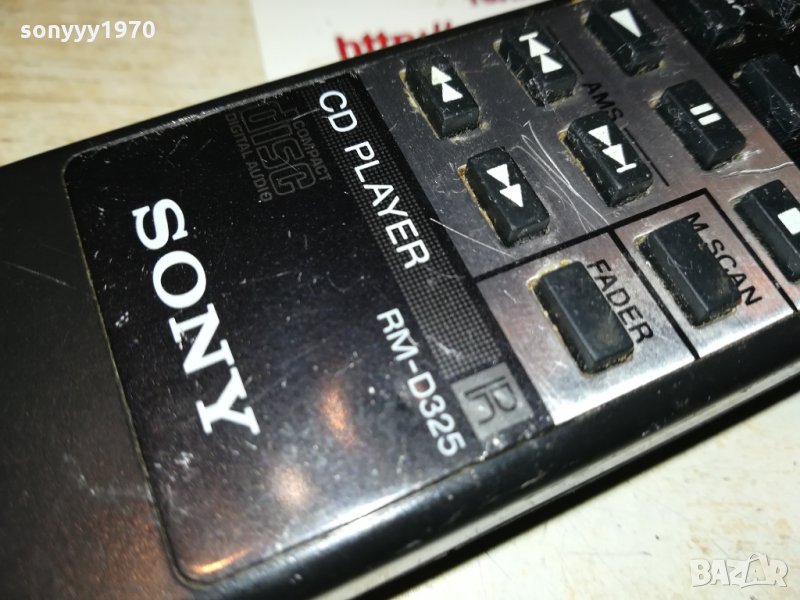 sonyyy1970
http://
CD PLAYER
COMPACT
disc
DIGITAL AUDIO
SONY
RM-D325
R
AMS
FADER
M.SCAN
BAZAR